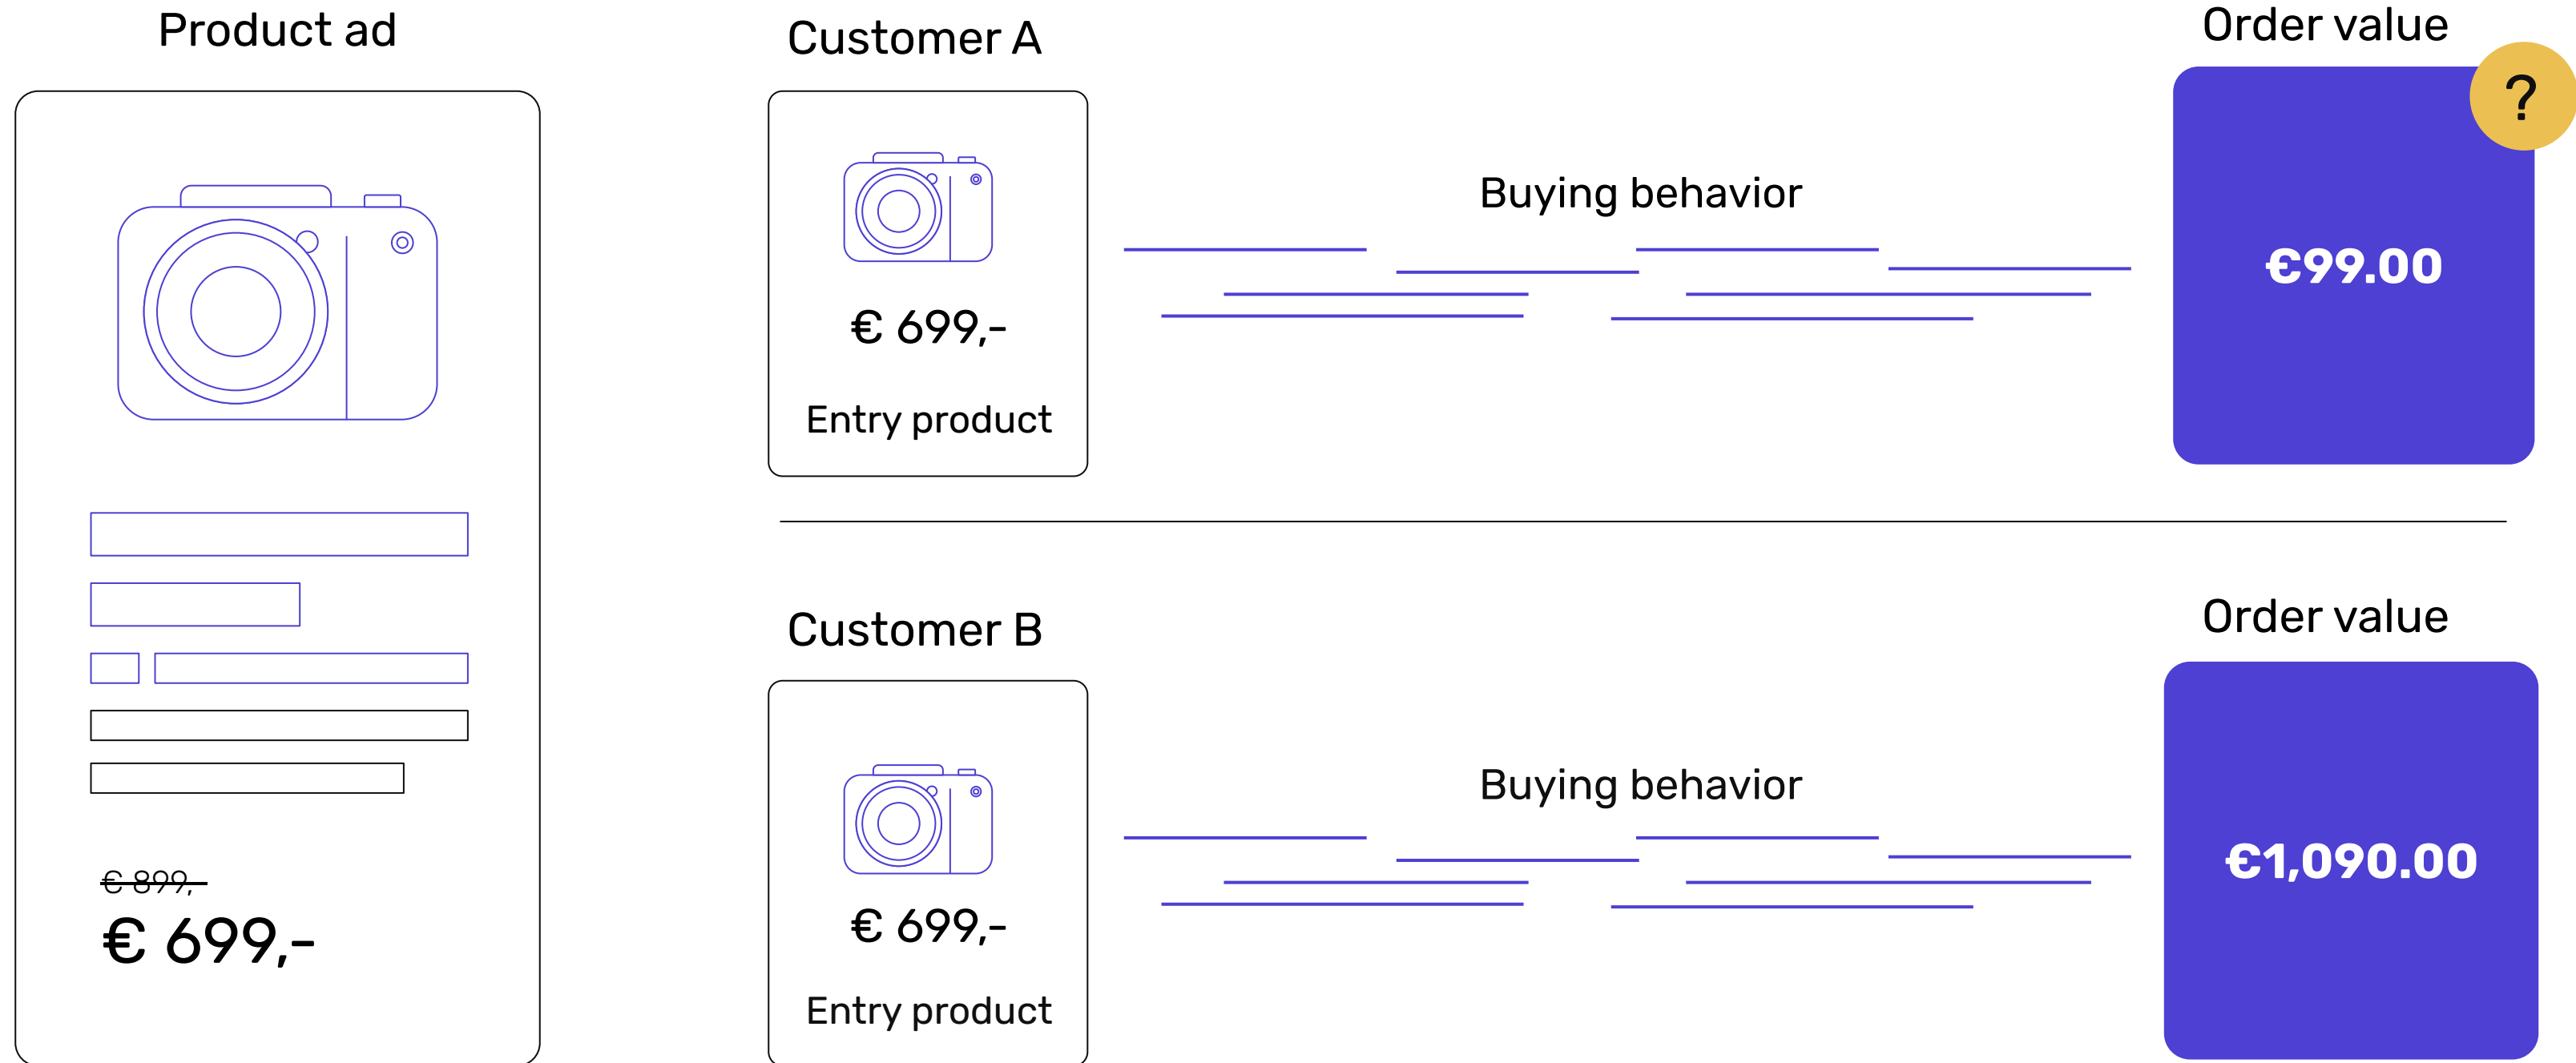 Product ad
€ 899,-
€ 699,-
Customer A
€ 699,-
Entry product
Buying behavior
Order value
?
€99.00
Customer B
€ 699,-
Entry product
Buying behavior
Order value
€1,090.00